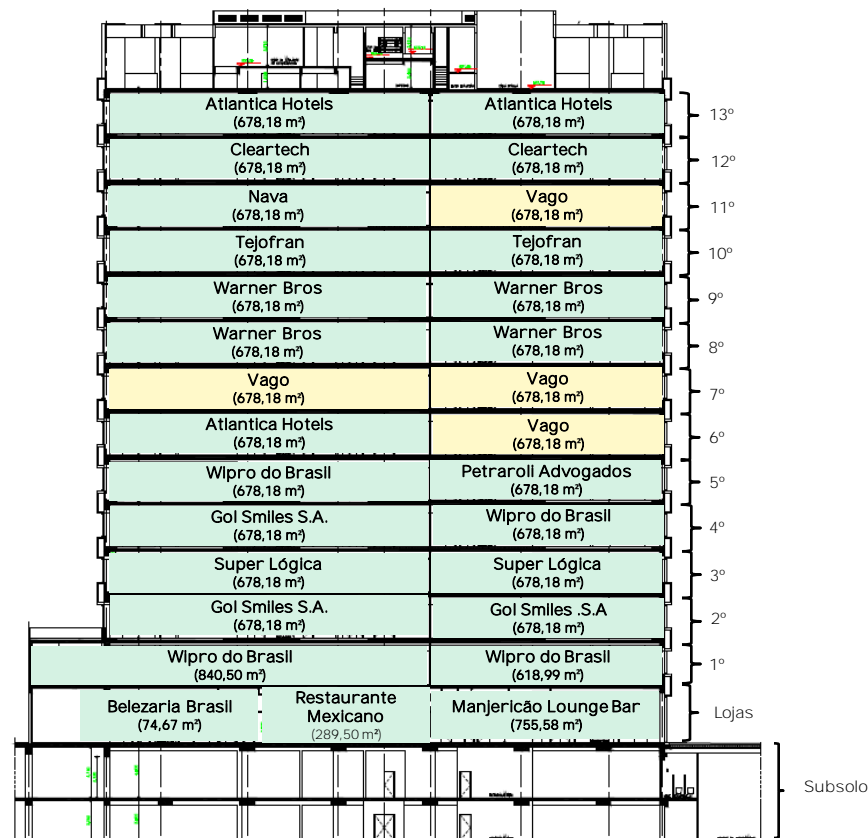 Atlantica Hotels
(678,18 m²)
Atlantica Hotels
(678,18 m²)
13º
Cleartech
(678,18 m²)
Cleartech
(678,18 m²)
12º
Nava
(678,18 m²)
Vago
(678,18 m²)
11º
Tejofran
(678,18 m²)
Tejofran
(678,18 m²)
10º
Warner Bros
(678,18 m²)
Warner Bros
(678,18 m²)
9º
Warner Bros
(678,18 m²)
Warner Bros
(678,18 m²)
8º
Vago
(678,18 m²)
Vago
(678,18 m²)
7º
Atlantica Hotels
(678,18 m²)
Vago
(678,18 m²)
6º
Wipro do Brasil
(678,18 m²)
Petraroli Advogados
(678,18 m²)
5º
Gol Smiles S.A.
(678,18 m²)
Wipro do Brasil
(678,18 m²)
4º
Super Lógica
(678,18 m²)
Super Lógica
(678,18 m²)
3º
Gol Smiles S.A.
(678,18 m²)
Gol Smiles .S.A
(678,18 m²)
2º
Wipro do Brasil
(840,50 m²)
Wipro do Brasil
(618,99 m²)
1º
Belezaria Brasil
(74,67 m²)
Restaurante
Mexicano
(289,50 m²)
Manjericão Lounge Bar
(755,58 m²)
Lojas
Subsolo